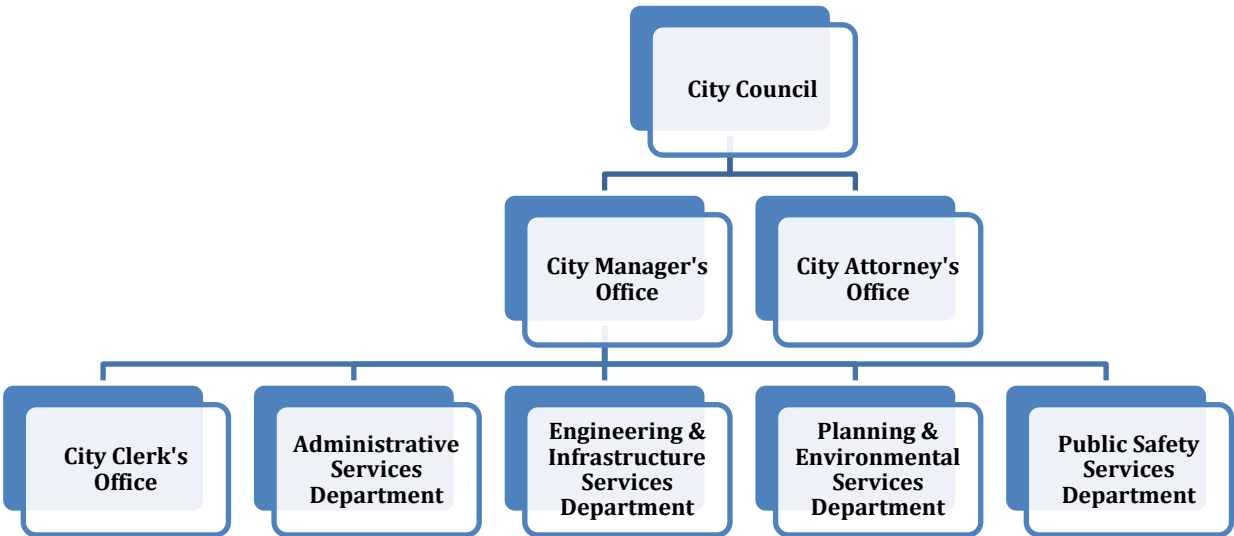 City Council
City Manager's
Office
City Attorney's
Office
City Clerk's
Office
Administrative
Services
Department
Engineering &
Infrastructure
Services
Department
Planning &
Environmental
Services
Department
Public Safety
Services
Department